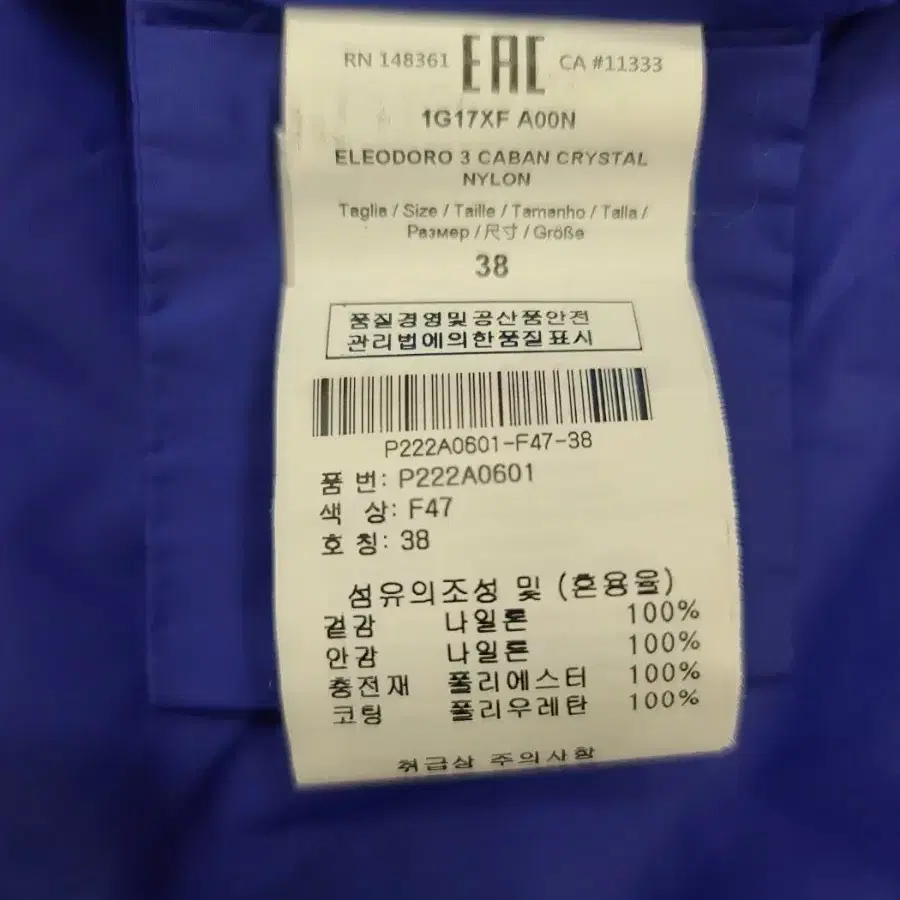 RN 148361 EAC CA #11333
1G17XF A00N
ELEODORO 3 CABAN CRYSTAL
NYLON
Taglia / Size / Taille / Tamanho / Talla /
Размер / 尺寸 / Größe
38
품질경영및공산품안전
관리법에의한품질표시
P222A0601-F47-38
품 번: P222A0601
색 상: F47
호 칭: 38
섬유의조성 및 (혼용율)
겉감 나일론 100%
안감 나일론 100%
충전재 폴리에스터 100%
코팅 폴리우레탄 100%
취급상 주의사항